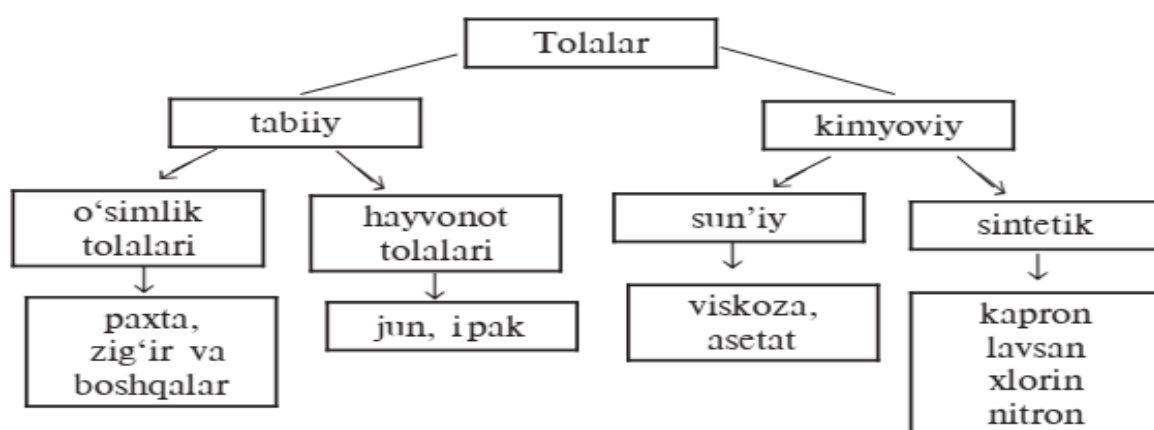 Tolalar
tabiiy
kimyoviy
o‘simlik
tolalari
hayvonot
tolalari
sun’iy
sintetik
paxta,
zig‘ir va
boshqalar
jun, ipak
viskoza,
asetat
kapron
lavsan
xlorin
nitron